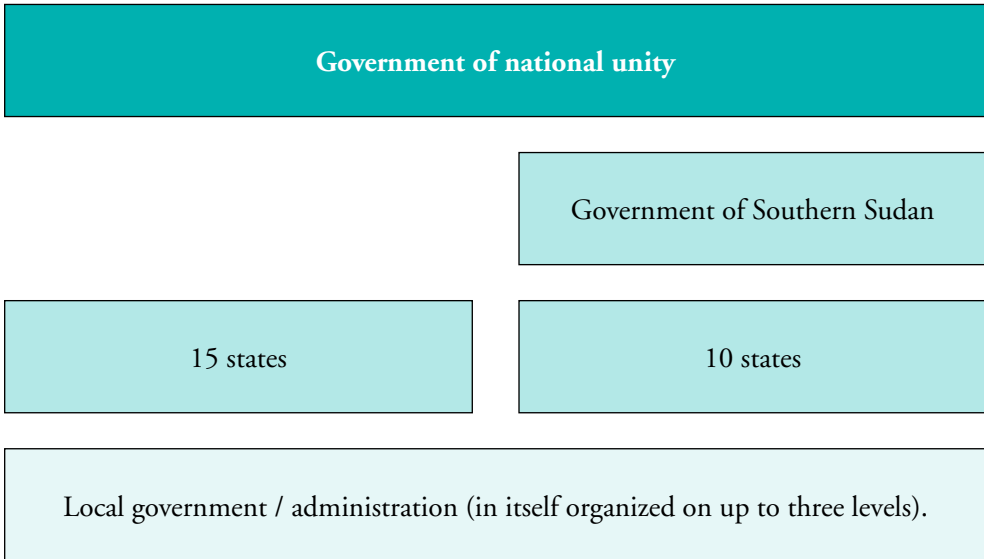 Government of national unity
Government of Southern Sudan
15 states
10 states
Local government / administration (in itself organized on up to three levels).